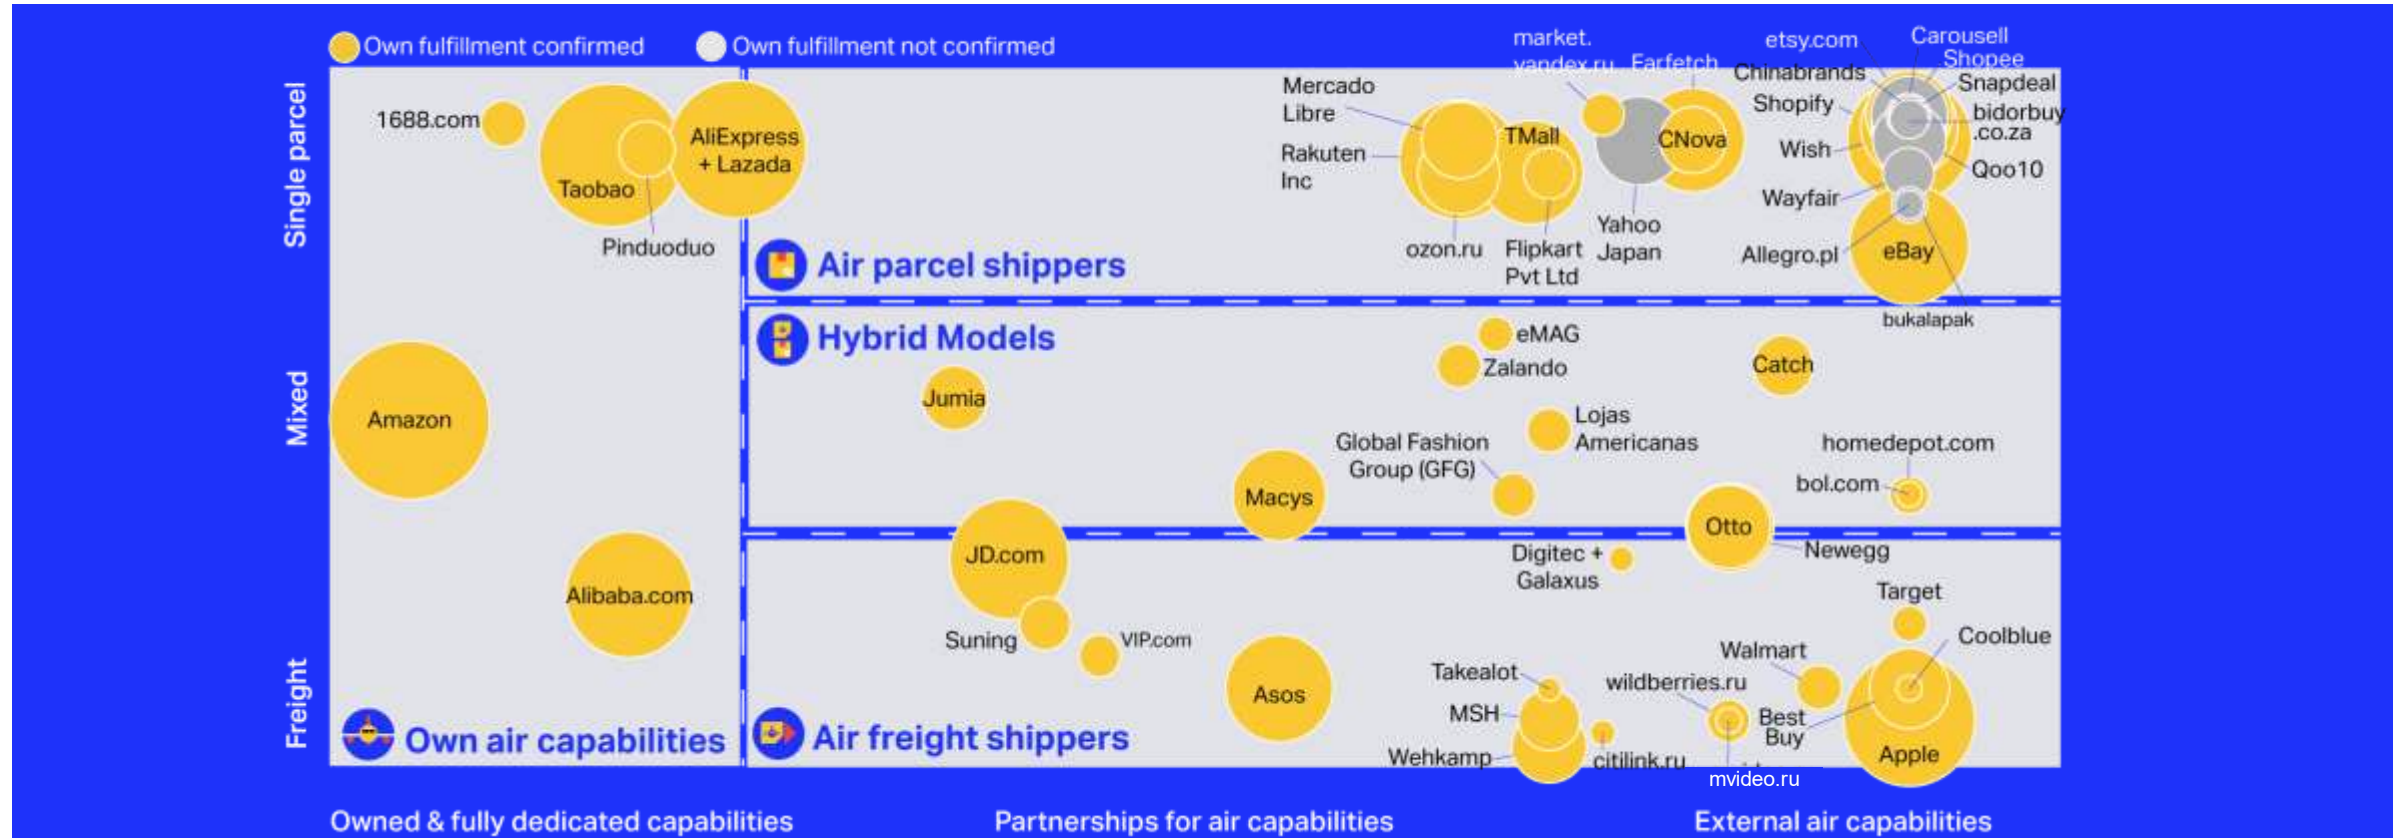 Own fulfillment confirmed
Own fulfillment not confirmed
Single parcel
Mixed
Freight
1688.com
Taobao
Pinduoduo
AliExpress
+ Lazada
Air parcel shippers
Mercado
Libre
Rakuten
Inc
ozon.ru
TMall
Flipkart
Pvt Ltd
market.
yandex.ru
Farfetch
CNova
Yahoo
Japan
etsy.com
Carousell
Shopee
Chinabrands
Snapdeal
Shopify
bidorbuy
.co.za
Wish
Qoo10
Wayfair
Allegro.pl
eBay
bukalapak
Hybrid Models
Amazon
Jumia
eMAG
Zalando
Catch
Lojas
Americanas
Global Fashion
Group (GFG)
Macys
homedepot.com
bol.com
Otto
Newegg
Alibaba.com
JD.com
Suning
VIP.com
Asos
Digitec +
Galaxus
Target
Coolblue
Walmart
Takealot
wildberries.ru
MSH
Best
Buy
Wehkamp
citilink.ru
Apple
mvideo.ru
Own air capabilities
Air freight shippers
Owned & fully dedicated capabilities
Partnerships for air capabilities
External air capabilities